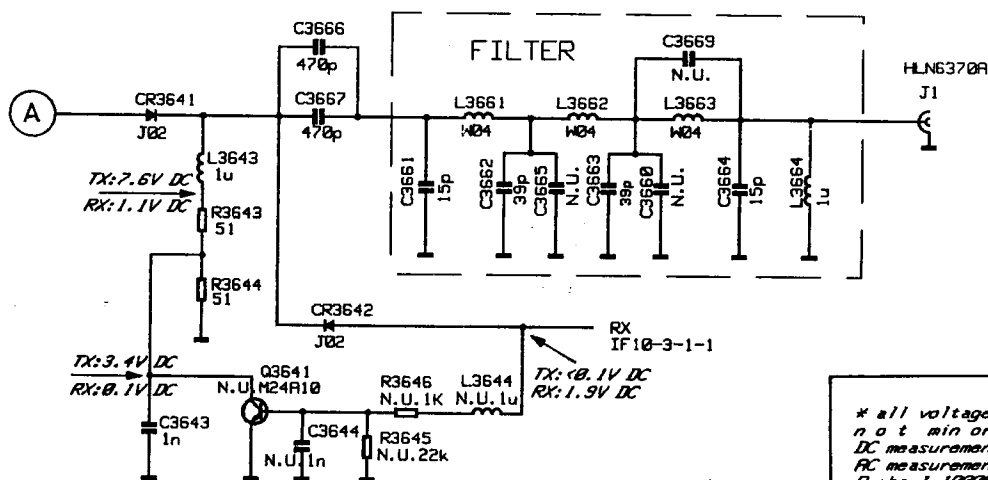 C3666
470p
FILTER
C3669
N.U.
HLN6370A
J1
A
CR3641
J02
C3667
470p
L3661
W04
L3662
W04
L3663
W04
L3643
1u
TX:7.6V DC
RX:1.1V DC
R3643
51
C3661
15p
C3662
39p
C3665
N.U.
C3663
39p
C3660
N.U.
C3664
15p
L3664
1u
R3644
51
CR3642
J02
RX
IF10-3-1-1
TX:3.4V DC
RX:0.1V DC
Q3641
N.U.M24A10
R3646
N.U.1K
L3644
N.U.1u
TX:<0.1V DC
RX:1.9V DC
C3643
1n
C3644
N.U.1n
R3645
N.U.22k
* all voltage
not min or
DC measuremen
AC measuremen